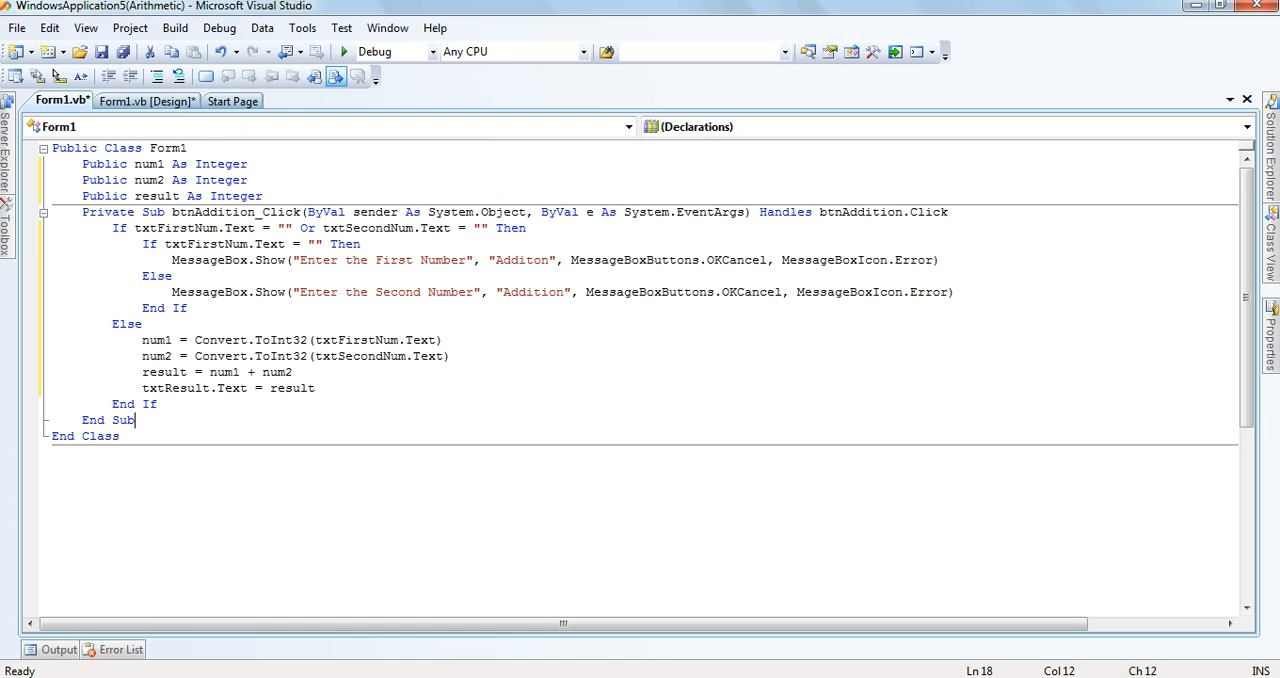 WindowsApplication5(Arithmetic) - Microsoft Visual Studio
File Edit View Project Build Debug Data Tools Test Window Help
Debug Any CPU
Form1.vb* Form1.vb [Design]* Start Page
Form1 (Declarations)
Public Class Form1
Public num1 As Integer
Public num2 As Integer
Public result As Integer
Private Sub btnAddition_Click(ByVal sender As System.Object, ByVal e As System.EventArgs) Handles btnAddition.Click
If txtFirstNum.Text = "" Or txtSecondNum.Text = "" Then
If txtFirstNum.Text = "" Then
MessageBox.Show("Enter the First Number", "Additon", MessageBoxButtons.OKCancel, MessageBoxIcon.Error)
Else
MessageBox.Show("Enter the Second Number", "Addition", MessageBoxButtons.OKCancel, MessageBoxIcon.Error)
End If
Else
num1 = Convert.ToInt32(txtFirstNum.Text)
num2 = Convert.ToInt32(txtSecondNum.Text)
result = num1 + num2
txtResult.Text = result
End If
End Sub
End Class
Server Explorer
Toolbox
Solution Explorer
Class View
Properties
Output Error List
Ready Ln 18 Col 12 Ch 12 INS